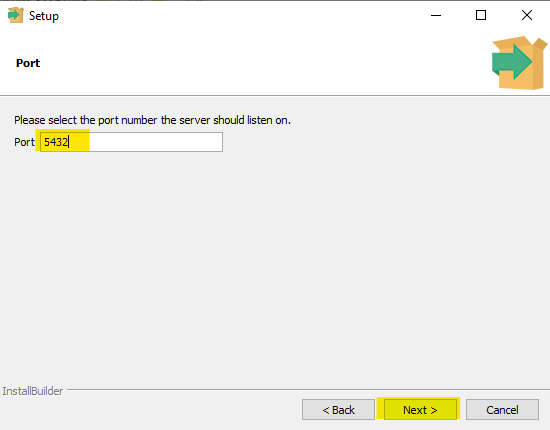 Setup
Port
Please select the port number the server should listen on.
Port 5432
InstallBuilder
< Back Next > Cancel